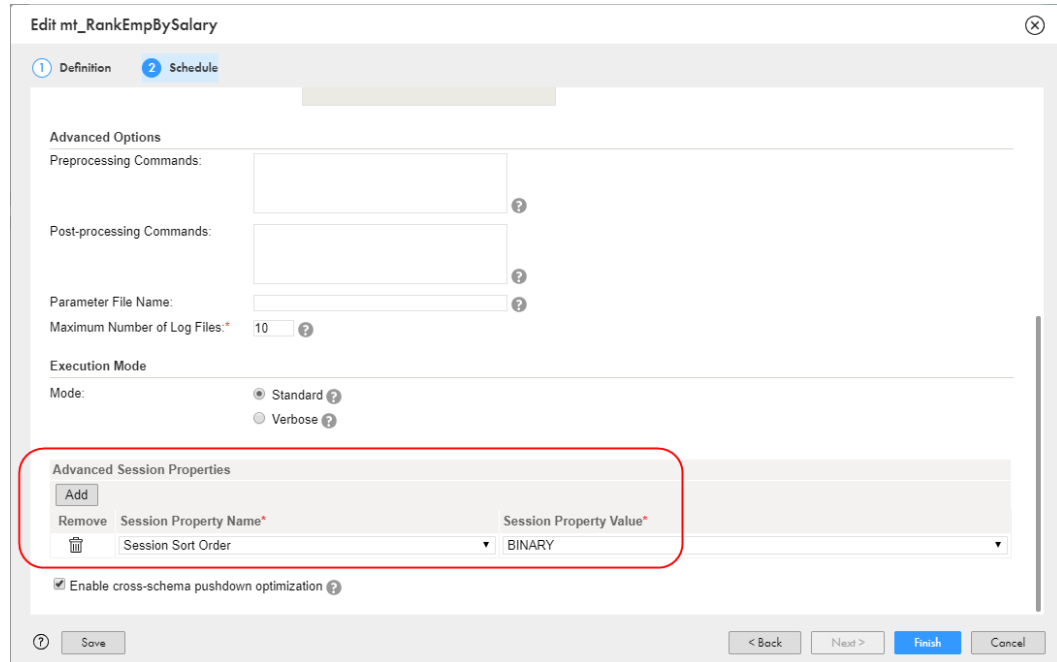 Edit mt_RankEmpBySalary
1 Definition 2 Schedule
Advanced Options
Preprocessing Commands:
?
Post-processing Commands:
?
Parameter File Name: ?
Maximum Number of Log Files:* 10 ?
Execution Mode
Mode: Standard ?
Verbose ?
Advanced Session Properties
Add
Remove Session Property Name* Session Property Value*
Session Sort Order BINARY
Enable cross-schema pushdown optimization ?
? Save < Back Next > Finish Cancel